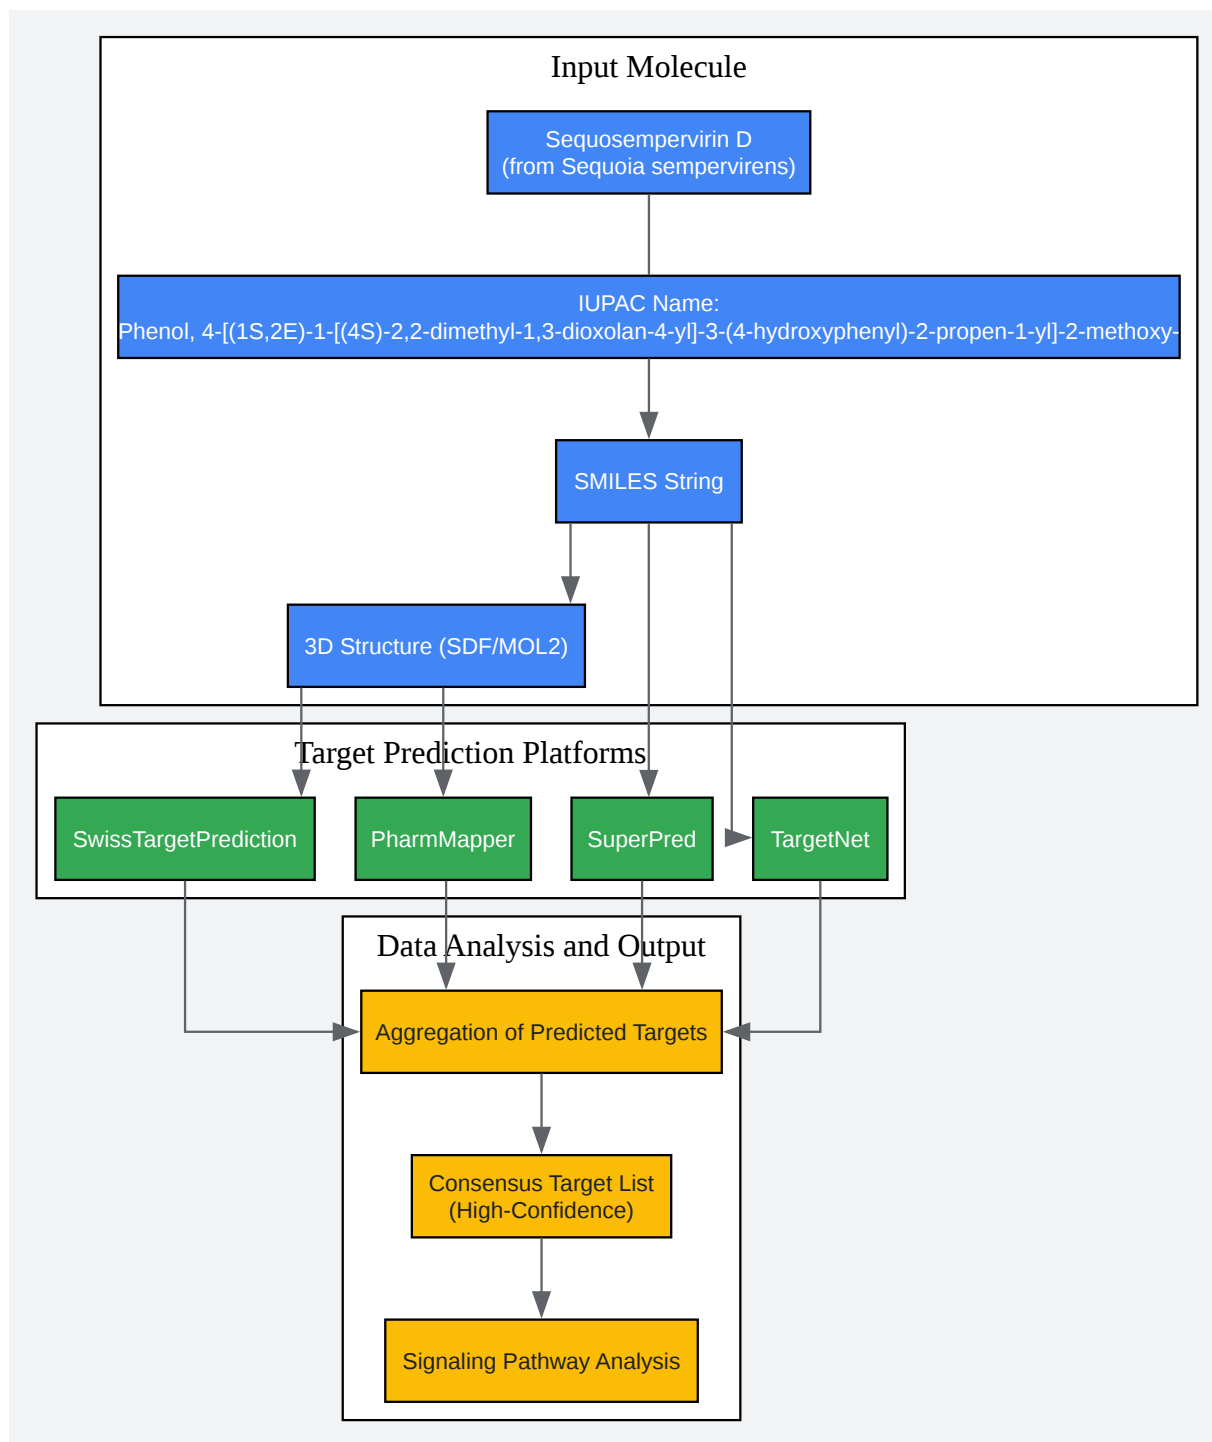 Input Molecule
Sequosempervirin D
(from Sequoia sempervirens)
IUPAC Name:
Phenol, 4-[(1S,2E)-1-[(4S)-2,2-dimethyl-1,3-dioxolan-4-yl]-3-(4-hydroxyphenyl)-2-propen-1-yl]-2-methoxy-
SMILES String
3D Structure (SDF/MOL2)
Target Prediction Platforms
SwissTargetPrediction
PharmMapper
SuperPred
TargetNet
Data Analysis and Output
Aggregation of Predicted Targets
Consensus Target List
(High-Confidence)
Signaling Pathway Analysis